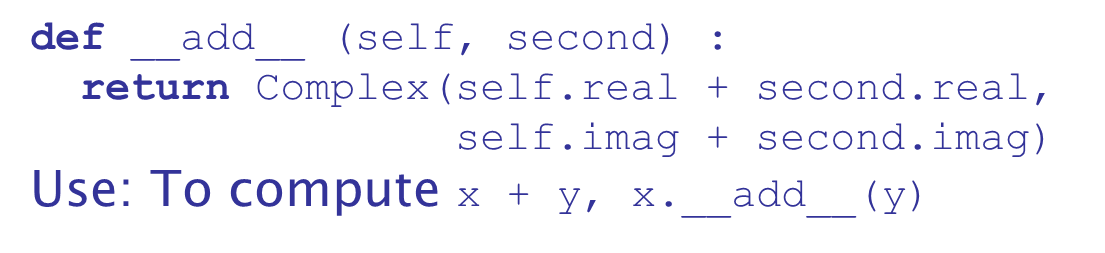 def __add__ (self, second) :
return Complex(self.real + second.real,
self.imag + second.imag)
Use: To compute x + y, x.__add__(y)